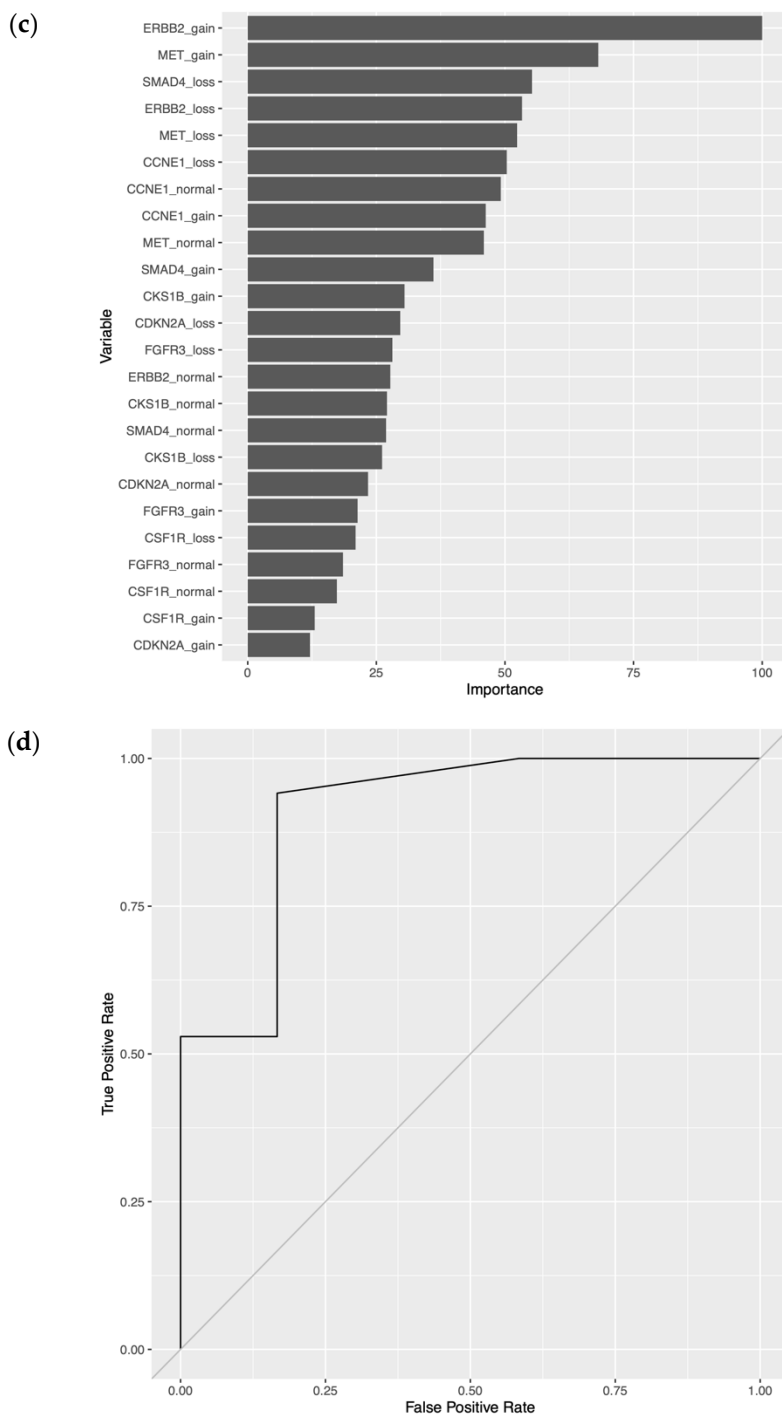 (c)
ERBB2_gain
MET_gain
SMAD4_loss
ERBB2_loss
MET_loss
CCNE1_loss
CCNE1_normal
CCNE1_gain
MET_normal
SMAD4_gain
CKS1B_gain
CDKN2A_loss
FGFR3_loss
ERBB2_normal
CKS1B_normal
SMAD4_normal
CKS1B_loss
CDKN2A_normal
FGFR3_gain
CSF1R_loss
FGFR3_normal
CSF1R_normal
CSF1R_gain
CDKN2A_gain
Variable
0 25 50 75 100
Importance
(d)
1.00
0.75
0.50
0.25
0.00
True Positive Rate
0.00 0.25 0.50 0.75 1.00
False Positive Rate